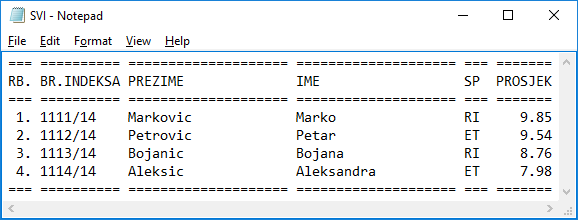 SVI - Notepad
File Edit Format View Help
=== ========== ==================== ==================== === =======
RB. BR.INDEKSA PREZIME              IME                  SP  PROSJEK
=== ========== ==================== ==================== === =======
 1. 1111/14    Markovic             Marko                RI     9.85
 2. 1112/14    Petrovic             Petar                ET     9.54
 3. 1113/14    Bojanic              Bojana               RI     8.76
 4. 1114/14    Aleksic              Aleksandra           ET     7.98
=== ========== ==================== ==================== === =======